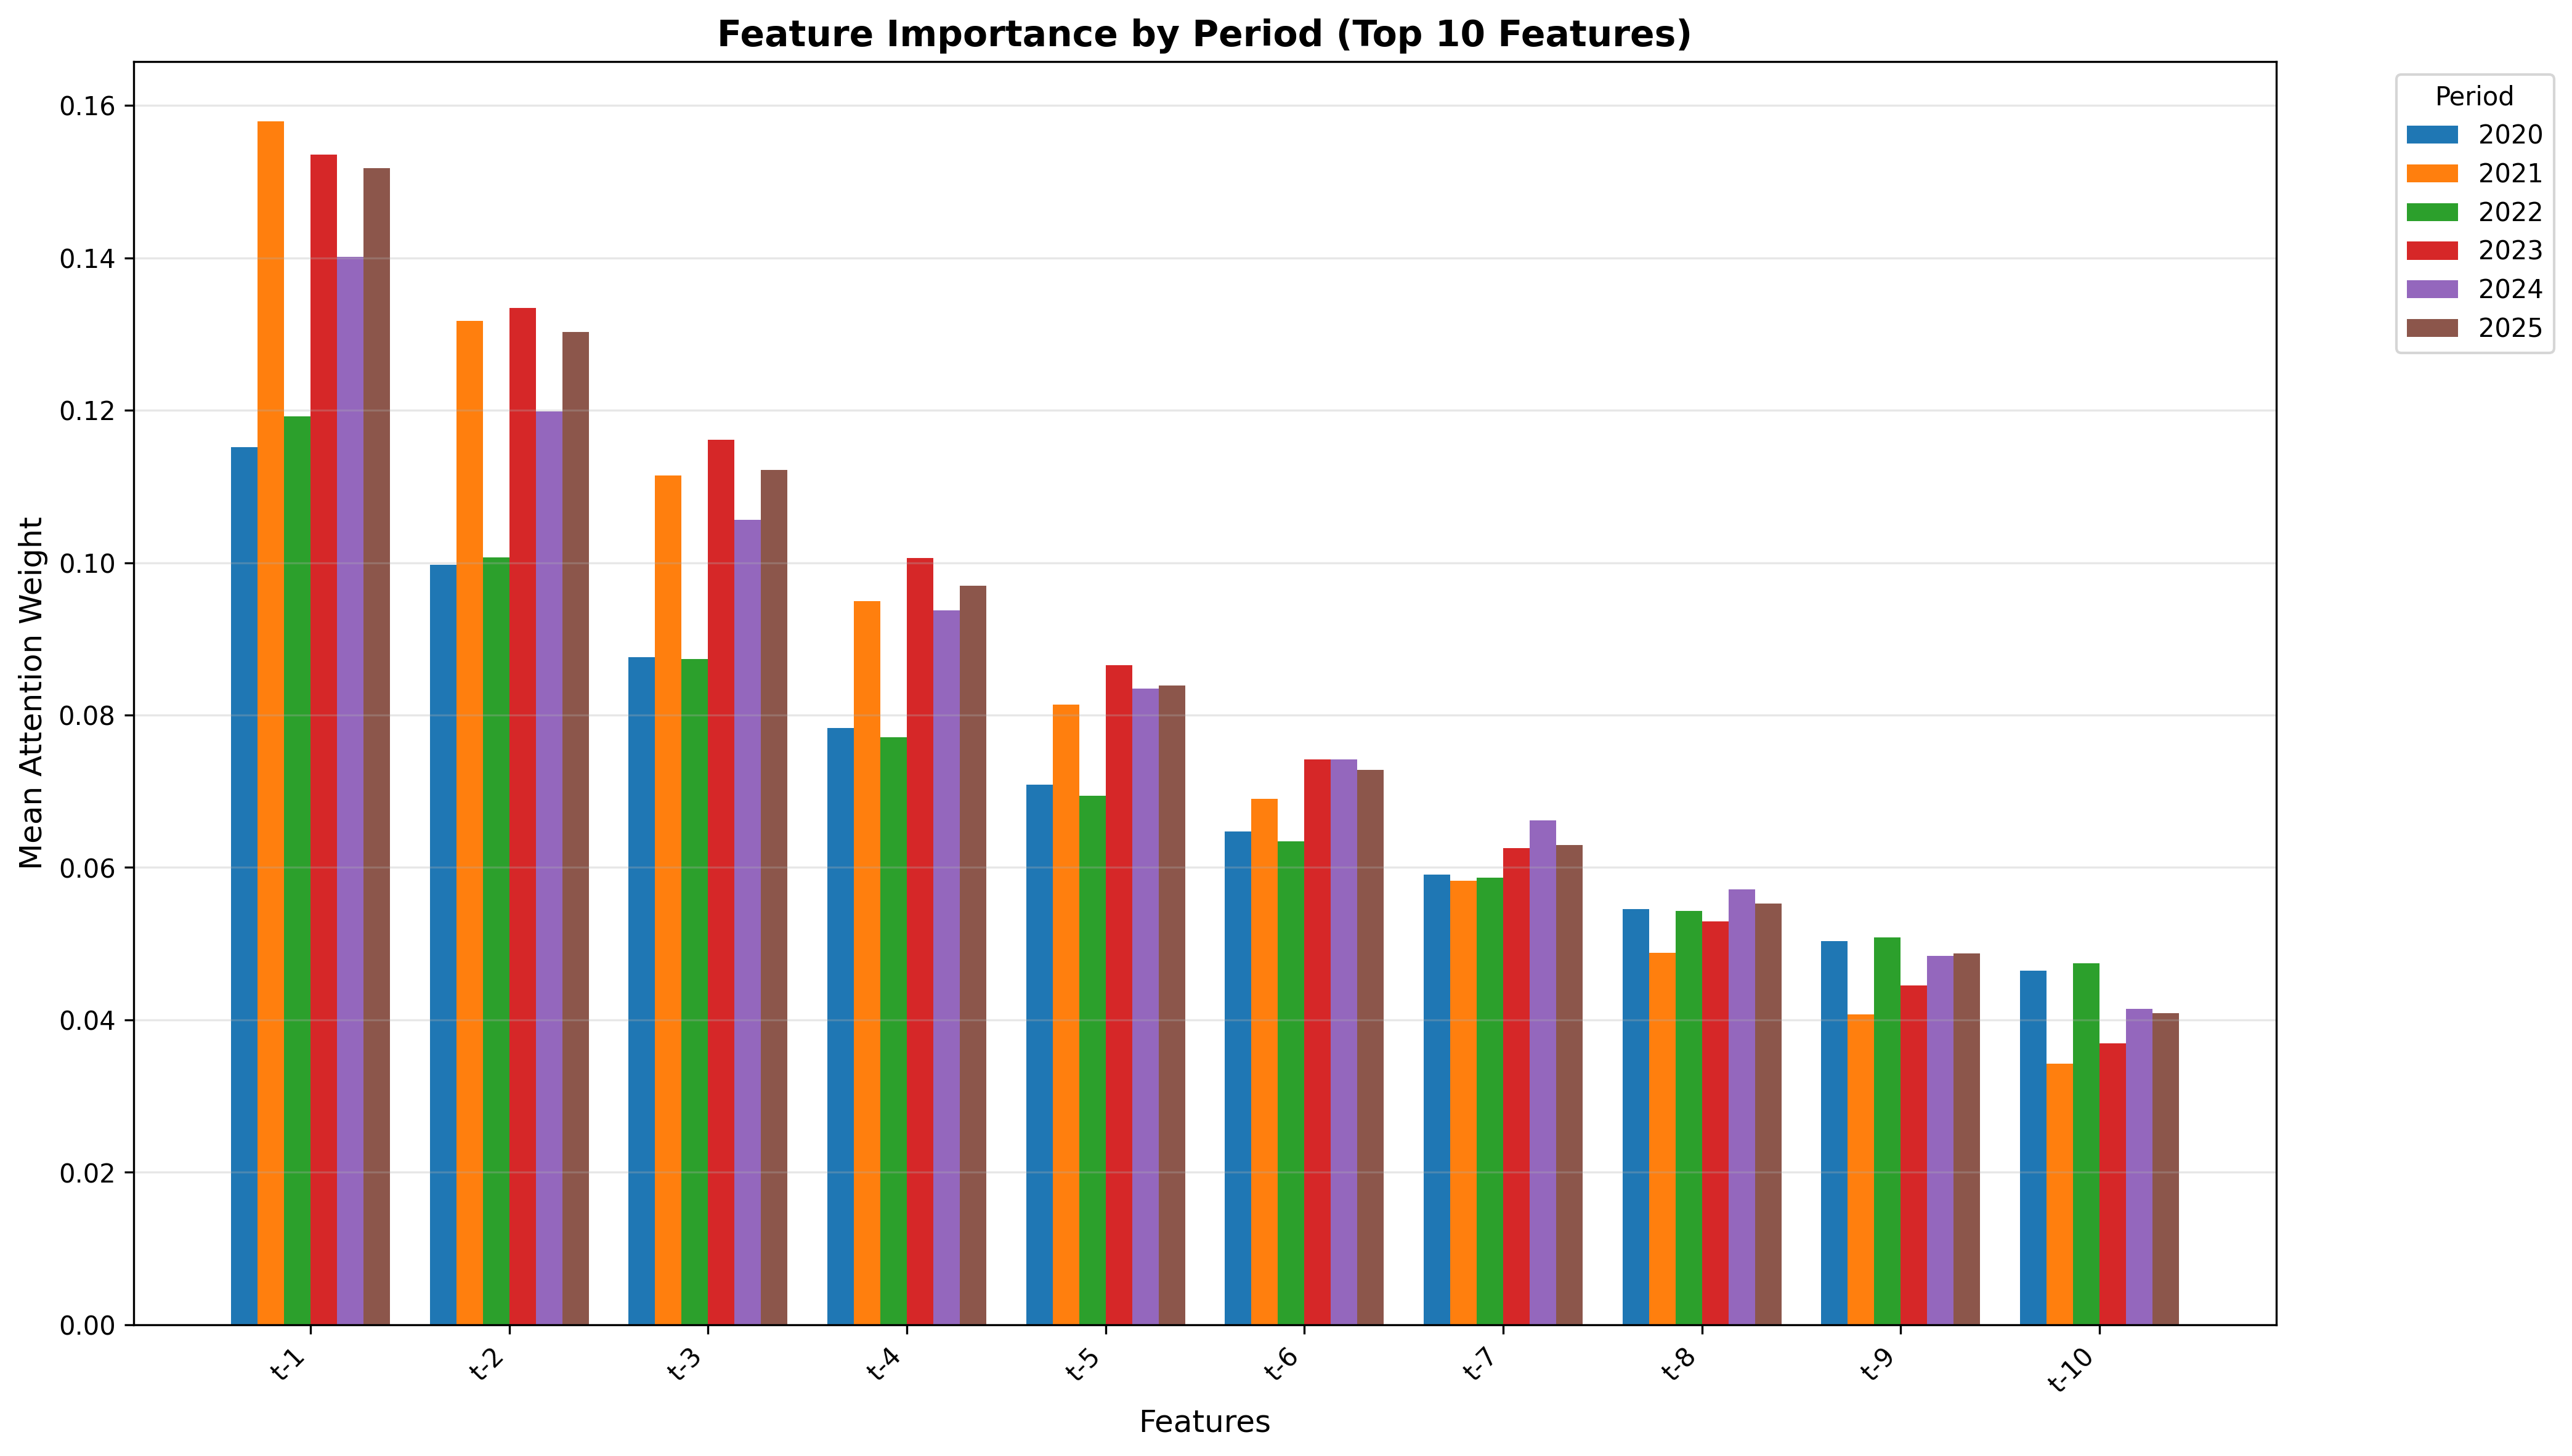 Feature Importance by Period (Top 10 Features)
Period
2020
2021
2022
2023
2024
2025
Mean Attention Weight
0.16
0.14
0.12
0.10
0.08
0.06
0.04
0.02
0.00
t-1
t-2
t-3
t-4
t-5
t-6
t-7
t-8
t-9
t-10
Features